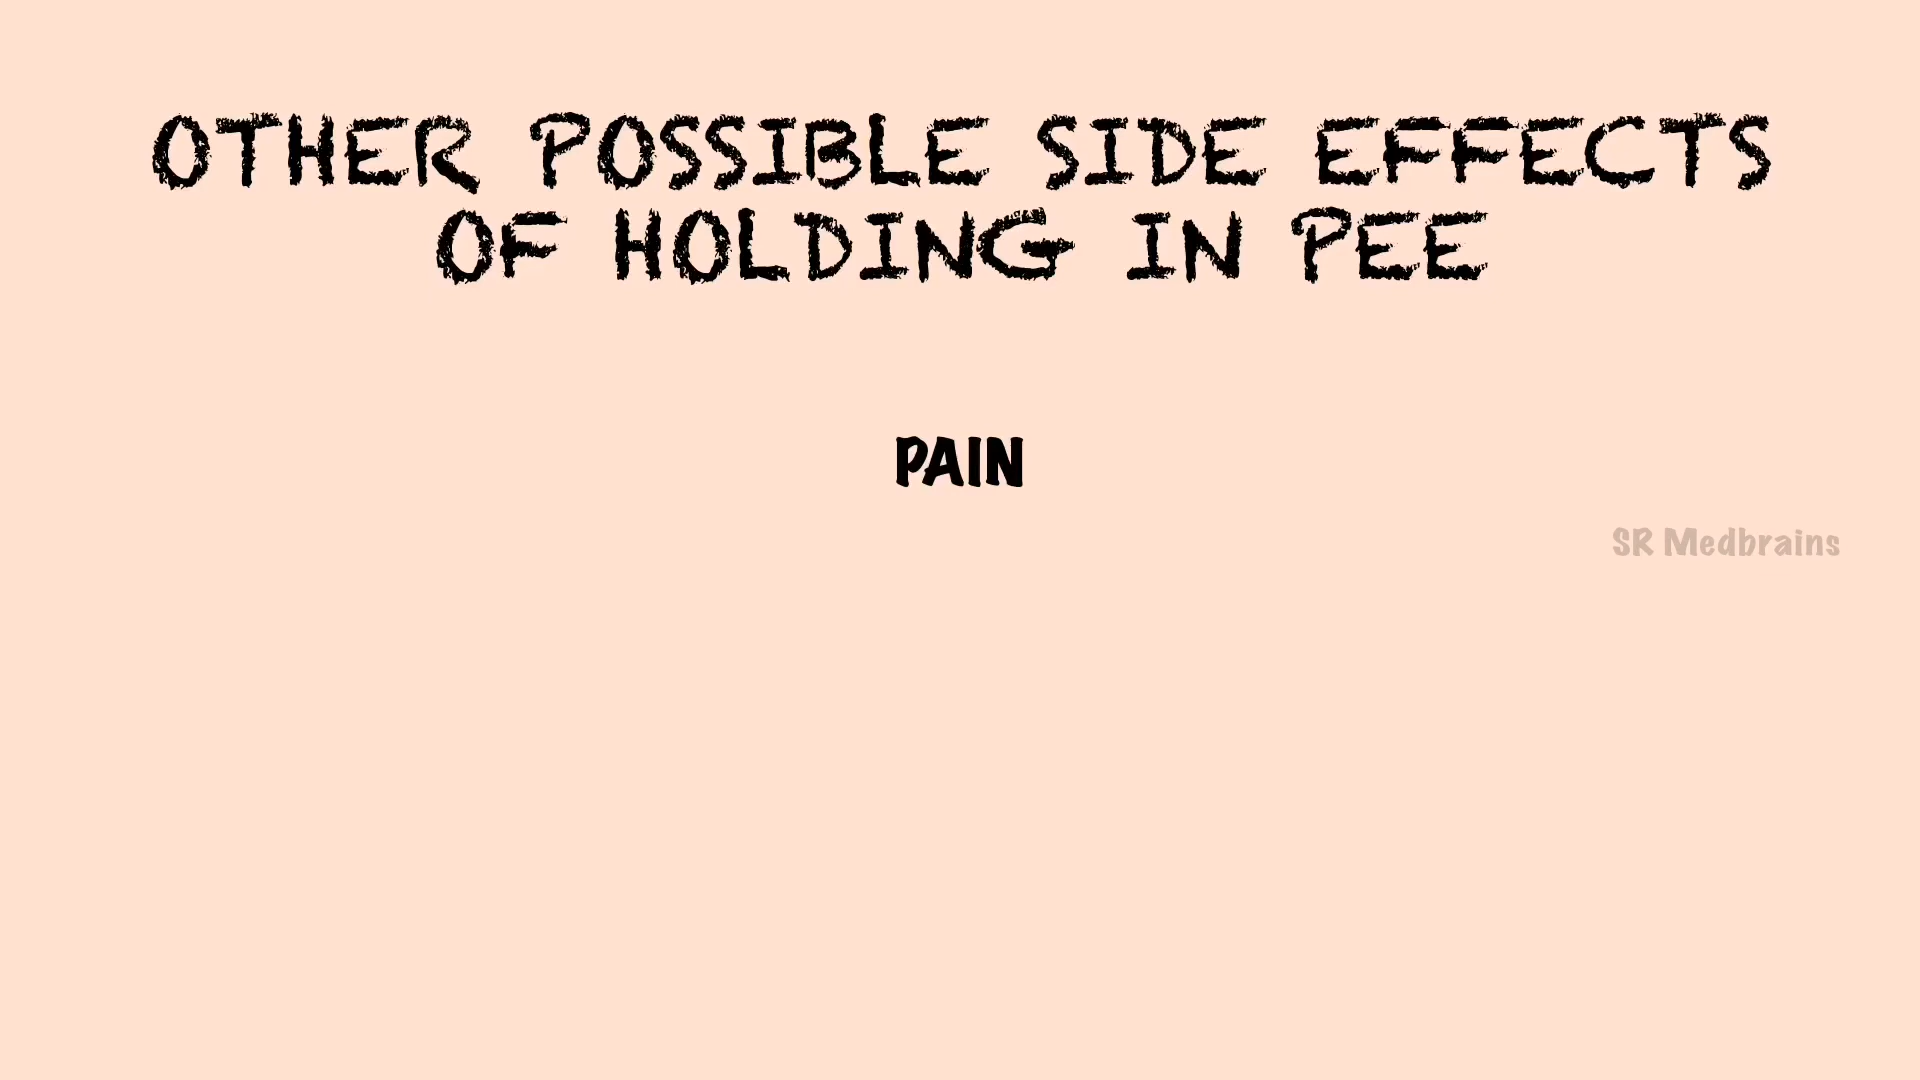 OTHER POSSIBLE SIDE EFFECTS
OF HOLDING IN PEE
PAIN
SR Medbrains